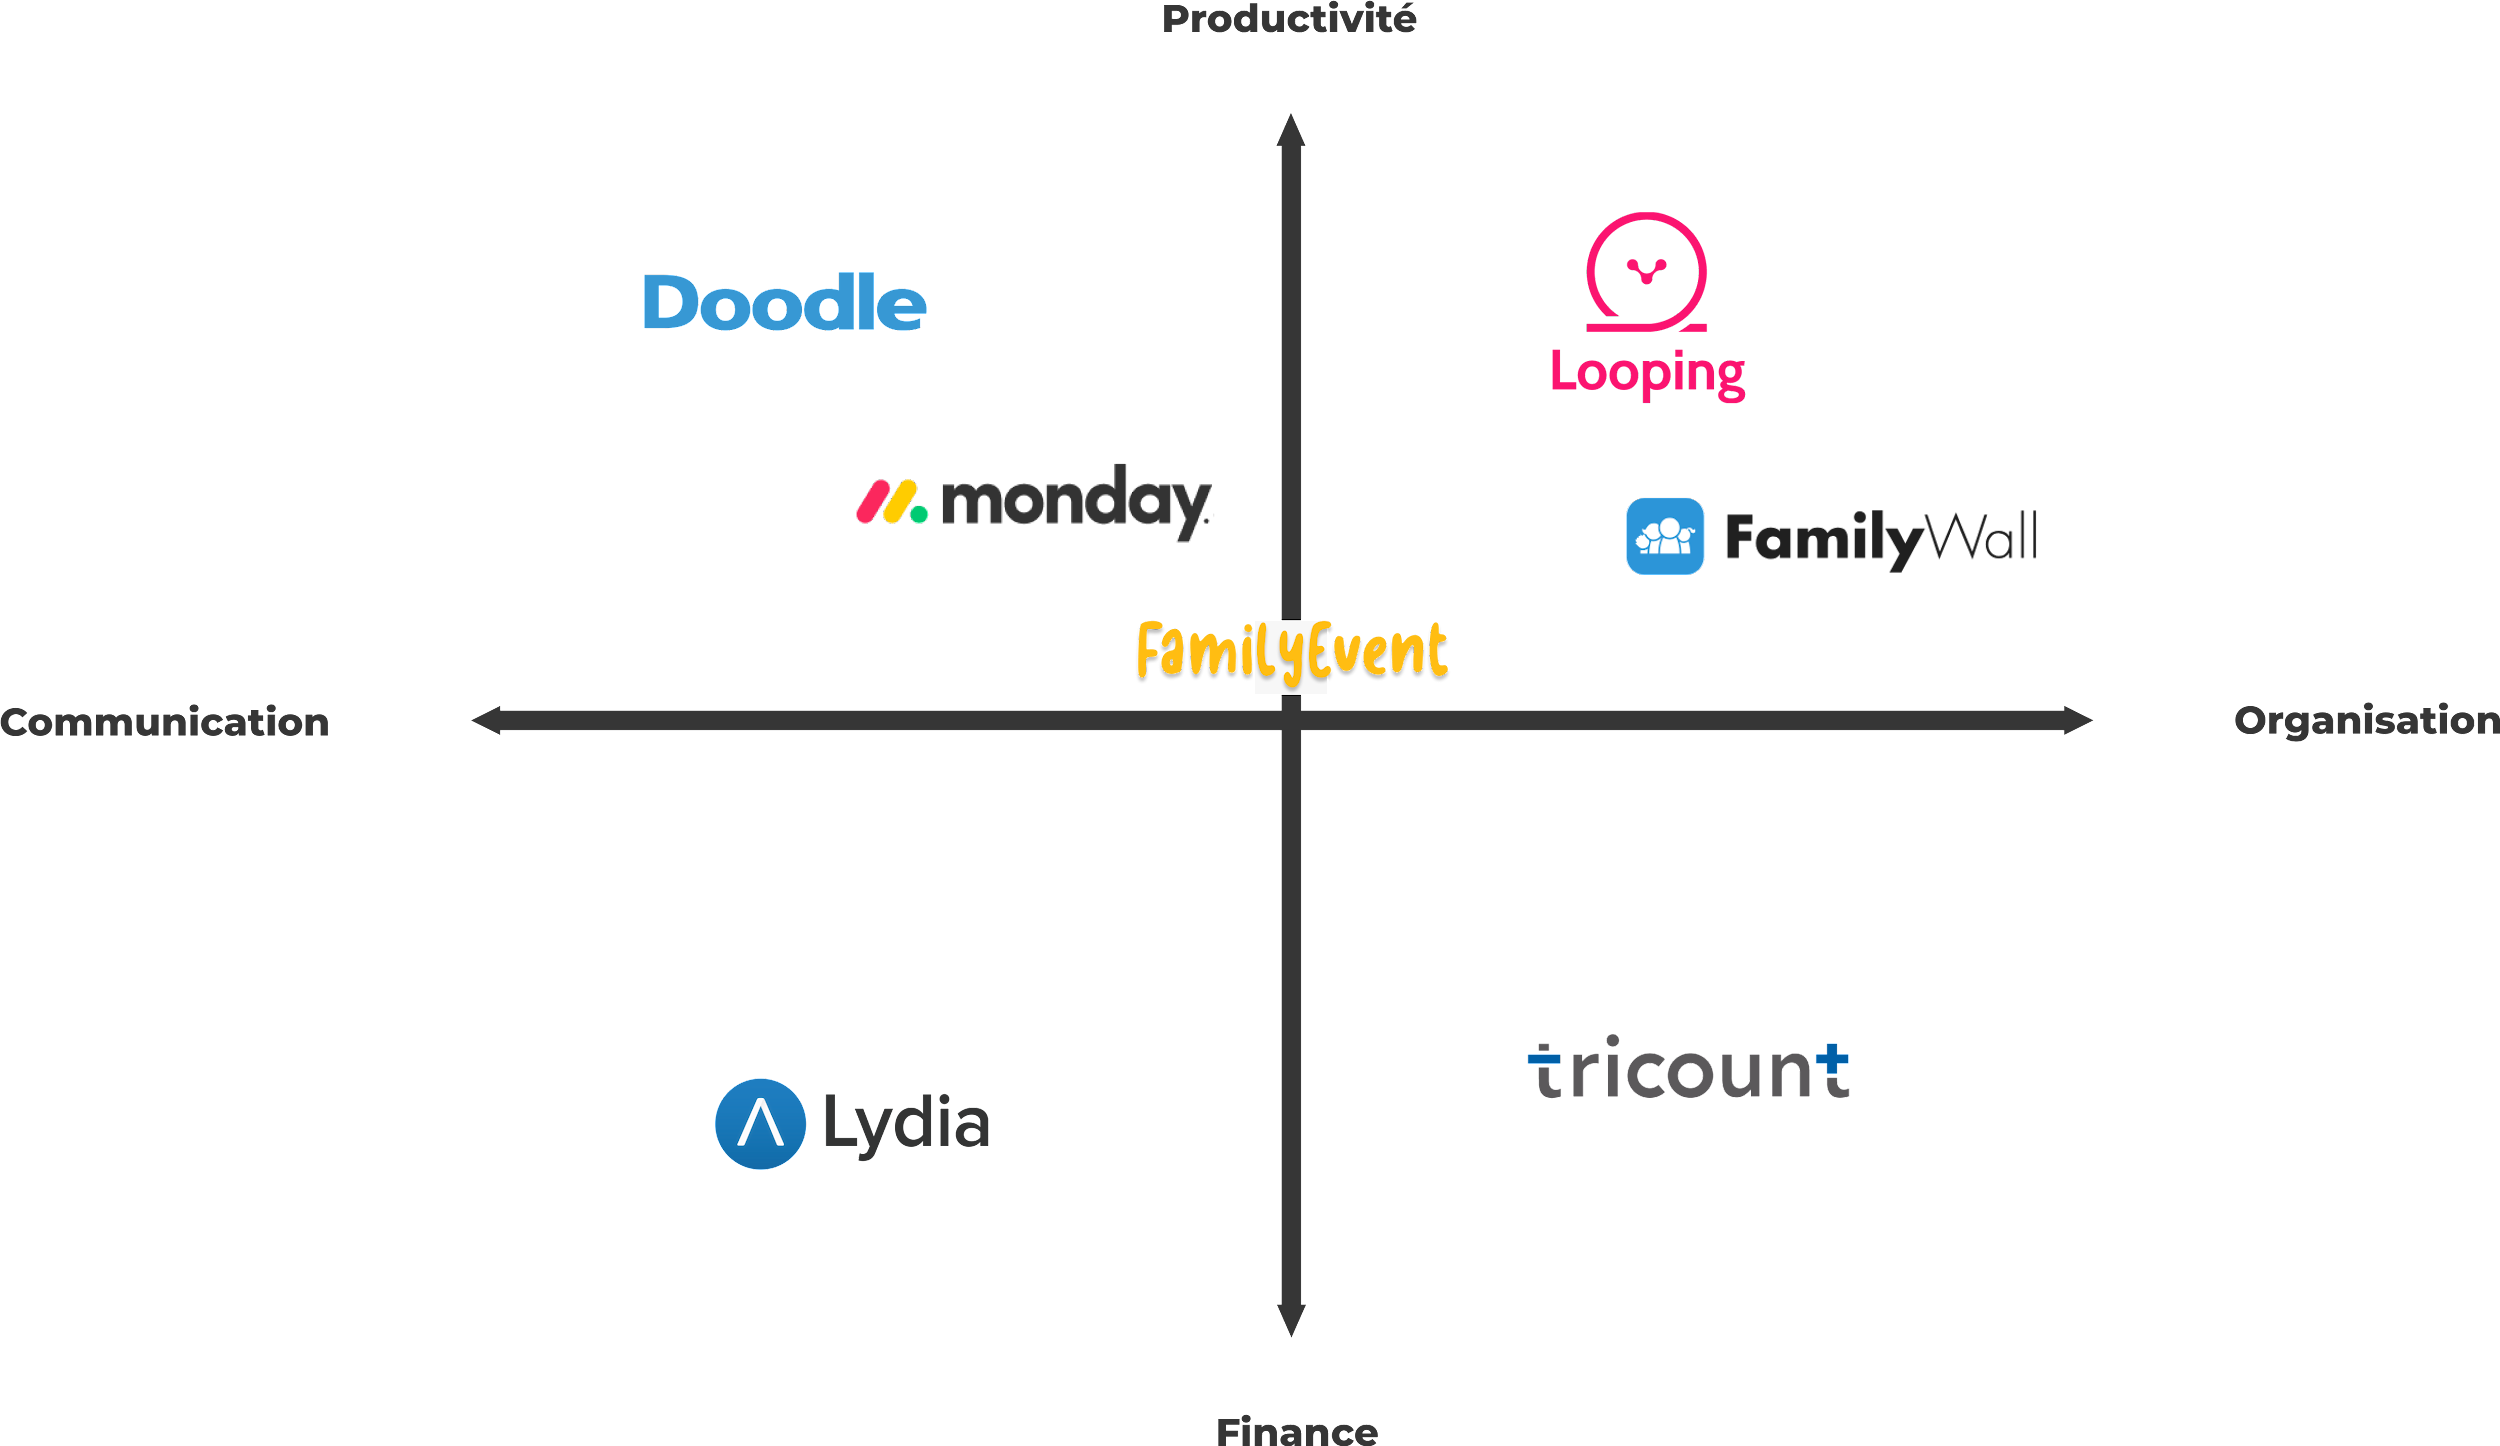 Productivité
Doodle
Looping
monday.
FamilyWall
FamilyEvent
Communication
Organisation
tricount
Lydia
Finance